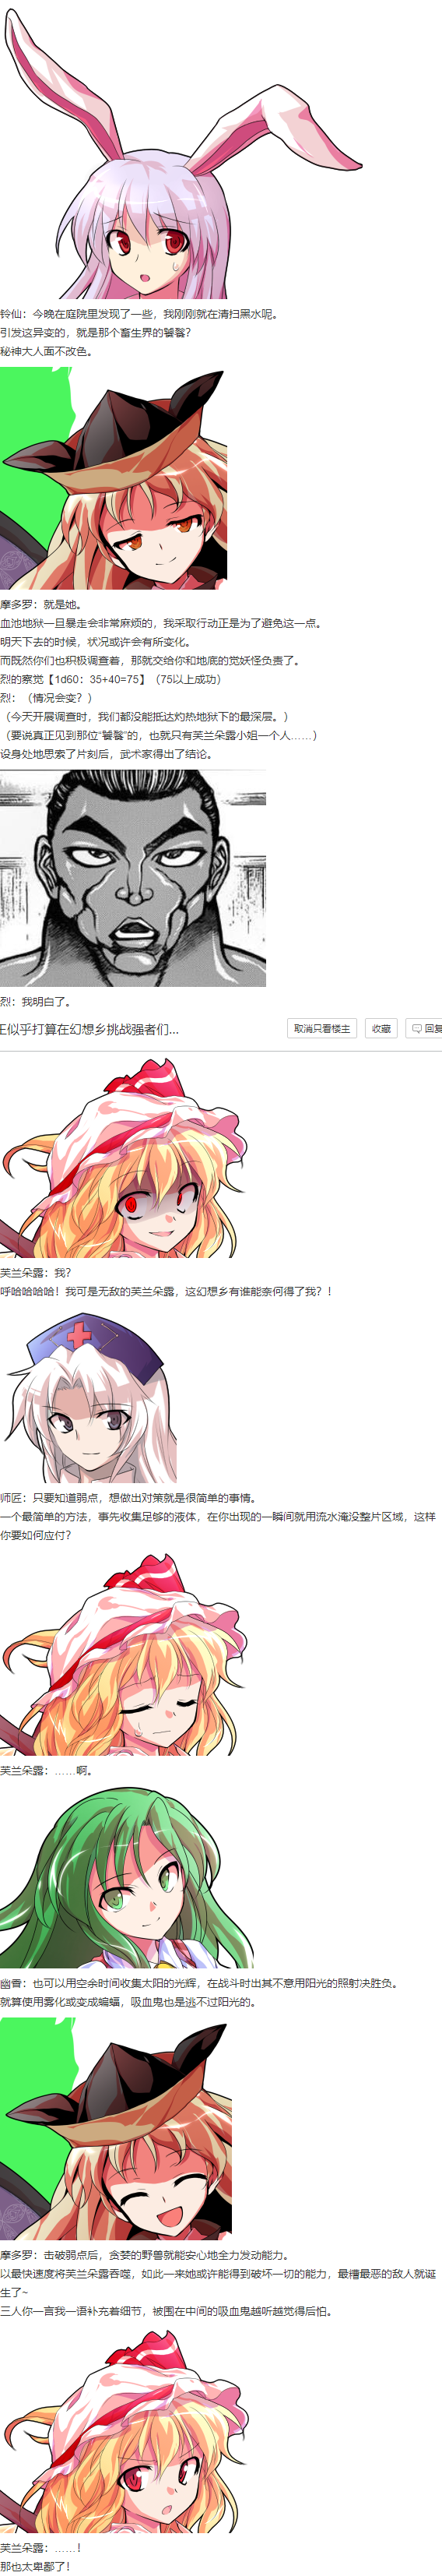 铃仙：今晚在庭院里发现了一些，我刚刚就在清扫黑水呢。
引发这异变的，就是那个畜生界的饕餮？
秘神大人面不改色。
摩多罗：就是她。
血池地狱一旦暴走会非常麻烦的，我采取行动正是为了避免这一点。
明天下去的时候，状况或许会有所变化。
而既然你们也积极调查着，那就交给你和地底的觉妖怪负责了。
烈的察觉【1d60：35+40=75】（75以上成功）
烈：（情况会变？）
（今天开展调查时，我们都没能抵达灼热地狱下的最深层。）
（要说真正见到那位“饕餮”的，也就只有芙兰朵露小姐一个人……）
设身处地思索了片刻后，武术家得出了结论。
烈：我明白了。
王似乎打算在幻想乡挑战强者们...
取消只看楼主 收藏 回复
芙兰朵露：我？
呼哈哈哈哈！我可是无敌的芙兰朵露，这幻想乡有谁能奈何得了我？！
师匠：只要知道弱点，想做出对策就是很简单的事情。
一个最简单的方法，事先收集足够的液体，在你出现的一瞬间就用流水淹没整片区域，这样
你要如何应付？
芙兰朵露：……啊。
幽香：也可以用空余时间收集太阳的光辉，在战斗时出其不意用阳光的照射决胜负。
就算使用雾化或变成蝙蝠，吸血鬼也是逃不过阳光的。
摩多罗：击破弱点后，贪婪的野兽就能安心地全力发动能力。
以最快速度将芙兰朵露吞噬，如此一来她或许能得到破坏一切的能力，最糟最恶的敌人就诞
生了~
三人你一言我一语补充着细节，被围在中间的吸血鬼越听越觉得后怕。
芙兰朵露：……！
那也太卑鄙了！